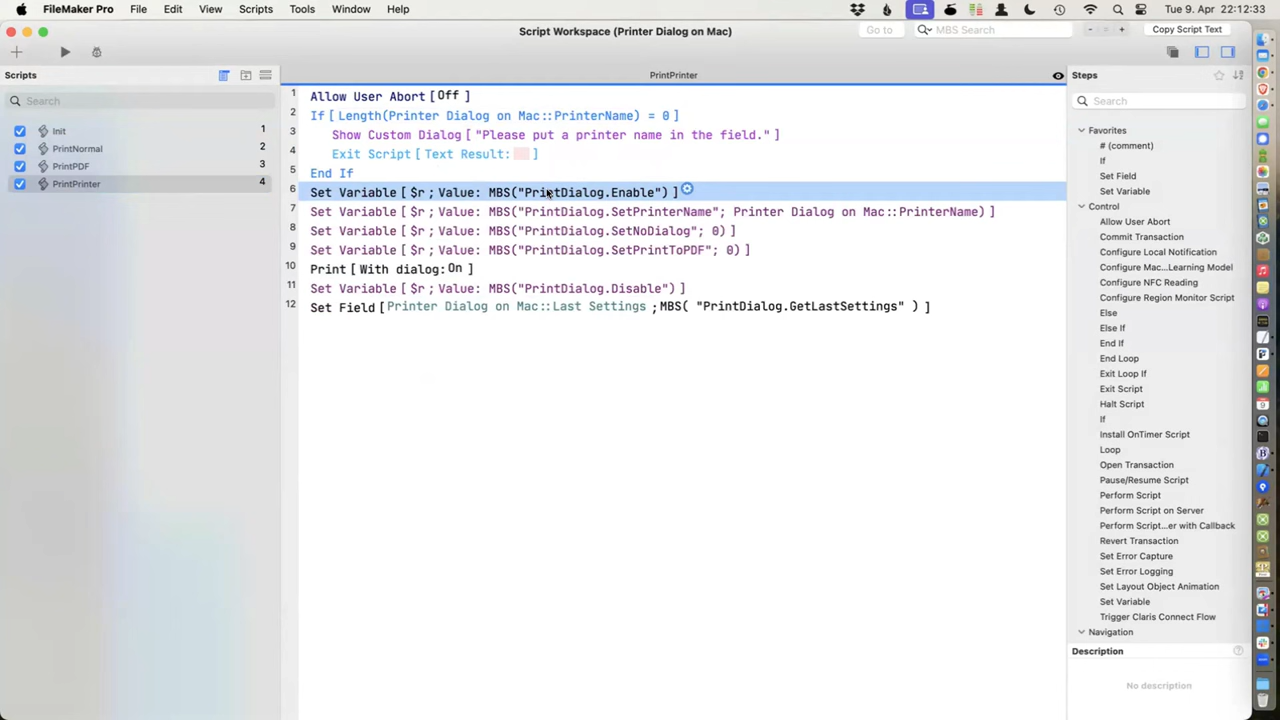 FileMaker Pro File Edit View Scripts Tools Window Help Tue 9. Apr 22:12:33
Script Workspace (Printer Dialog on Mac) Go to MBS Search - + Copy Script Text
Scripts PrintPrinter Steps
Search
Init 1
PrintNormal 2
PrintPDF 3
PrintPrinter 4
1 Allow User Abort [ Off ]
2 If [ Length(Printer Dialog on Mac::PrinterName) = 0 ]
3 Show Custom Dialog [ "Please put a printer name in the field." ]
4 Exit Script [ Text Result: ]
5 End If
6 Set Variable [ $r ; Value: MBS("PrintDialog.Enable") ]
7 Set Variable [ $r ; Value: MBS("PrintDialog.SetPrinterName"; Printer Dialog on Mac::PrinterName) ]
8 Set Variable [ $r ; Value: MBS("PrintDialog.SetNoDialog"; 0) ]
9 Set Variable [ $r ; Value: MBS("PrintDialog.SetPrintToPDF"; 0) ]
10 Print [ With dialog: On ]
11 Set Variable [ $r ; Value: MBS("PrintDialog.Disable") ]
12 Set Field [ Printer Dialog on Mac::Last Settings ; MBS( "PrintDialog.GetLastSettings" ) ]
Search
Favorites
# (comment)
If
Set Field
Set Variable
Control
Allow User Abort
Commit Transaction
Configure Local Notification
Configure Mac...Learning Model
Configure NFC Reading
Configure Region Monitor Script
Else
Else If
End If
End Loop
Exit Loop If
Exit Script
Halt Script
If
Install OnTimer Script
Loop
Open Transaction
Pause/Resume Script
Perform Script
Perform Script on Server
Perform Script...er with Callback
Revert Transaction
Set Error Capture
Set Error Logging
Set Layout Object Animation
Set Variable
Trigger Claris Connect Flow
Navigation
Description
No description